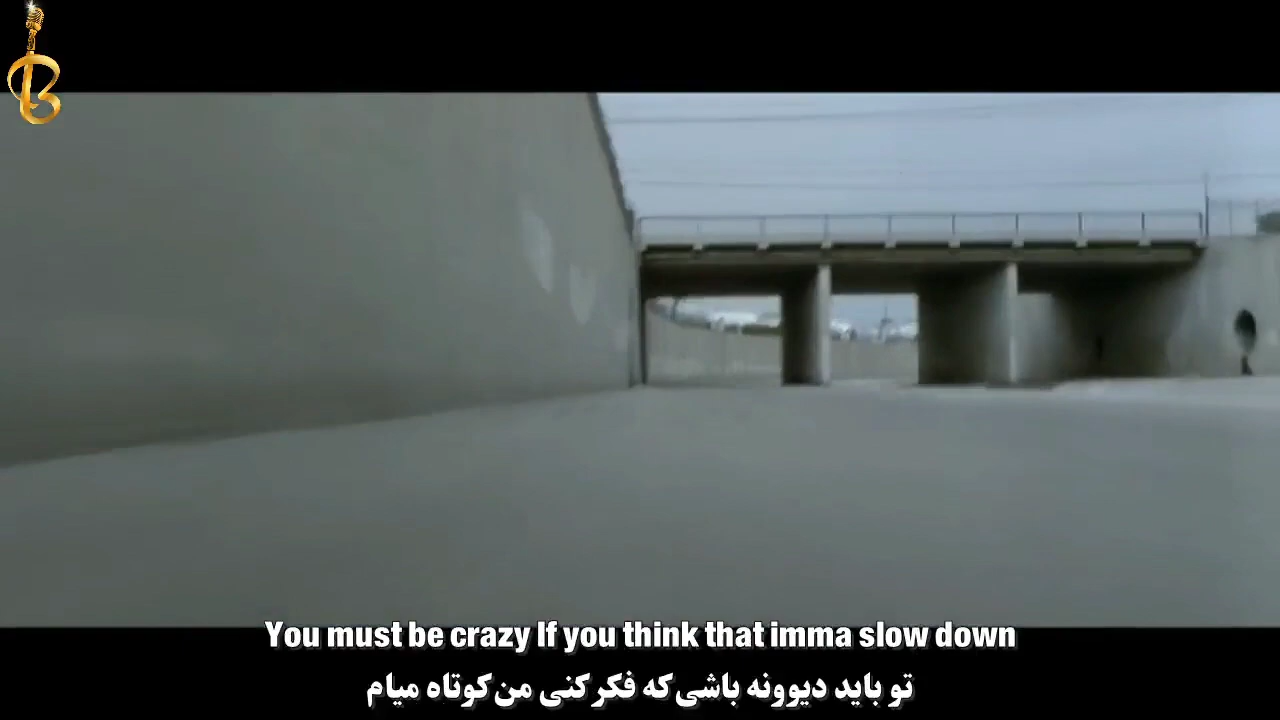 B
You must be crazy If you think that imma slow down
تو باید دیوونه باشی که فکر کنی من کوتاه میام